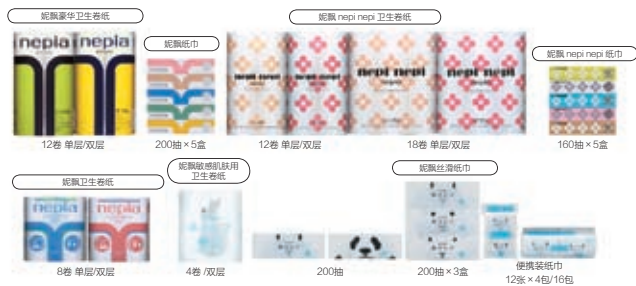 妮飘豪华卫生卷纸
妮飘纸巾
妮飘 nepi nepi 卫生卷纸
妮飘 nepi nepi 纸巾
nepia
nepia
nepi nepi
nepi nepi
nepi nepi
nepi nepi
12卷 单层/双层
200抽×5盒
12卷 单层/双层
18卷 单层/双层
160抽×5盒
妮飘卫生卷纸
妮飘敏感肌肤用
卫生卷纸
妮飘丝滑纸巾
nepia
nepia
8卷 单层/双层
4卷 /双层
200抽
200抽×3盒
便携装纸巾
12张×4包/16包